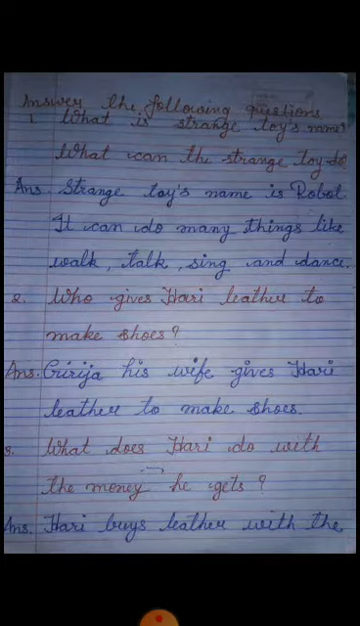 Answer the following questions
1. What is strange toy's name?
What can the strange toy do?
Ans. Strange toy's name is Robot.
It can do many things like
walk, talk, sing and dance.
2. Who gives Hari leather to
make shoes?
Ans. Girija his wife gives Hari
leather to make shoes.
3. What does Hari do with
the money he gets?
Ans. Hari buys leather with the